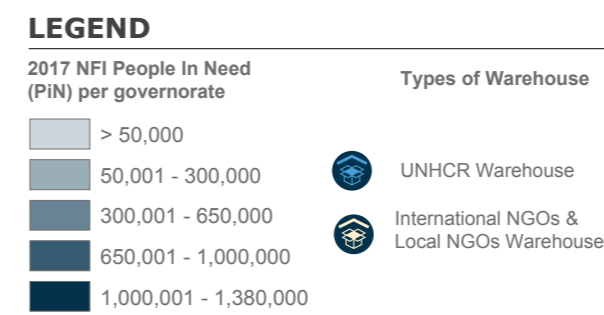 LEGEND
2017 NFI People In Need
(PiN) per governorate
> 50,000
50,001 - 300,000
300,001 - 650,000
650,001 - 1,000,000
1,000,001 - 1,380,000
Types of Warehouse
UNHCR Warehouse
International NGOs &
Local NGOs Warehouse